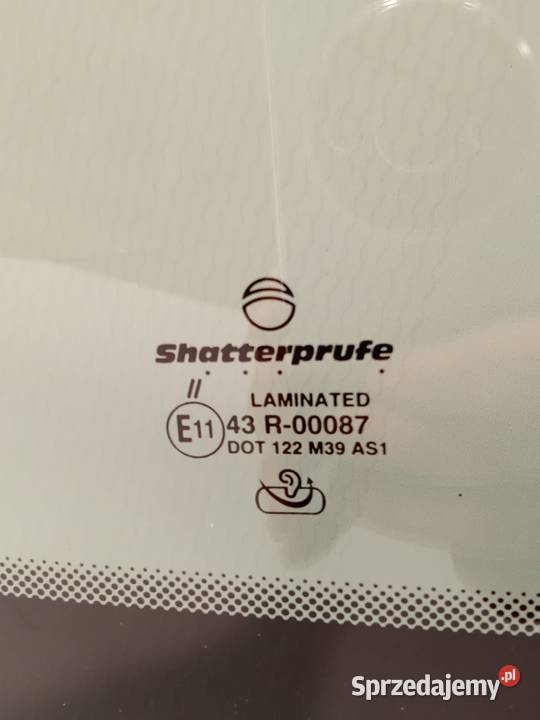 Shatterprufe
II
LAMINATED
E11 43 R-00087
DOT 122 M39 AS1
Sprzedajemy.pl